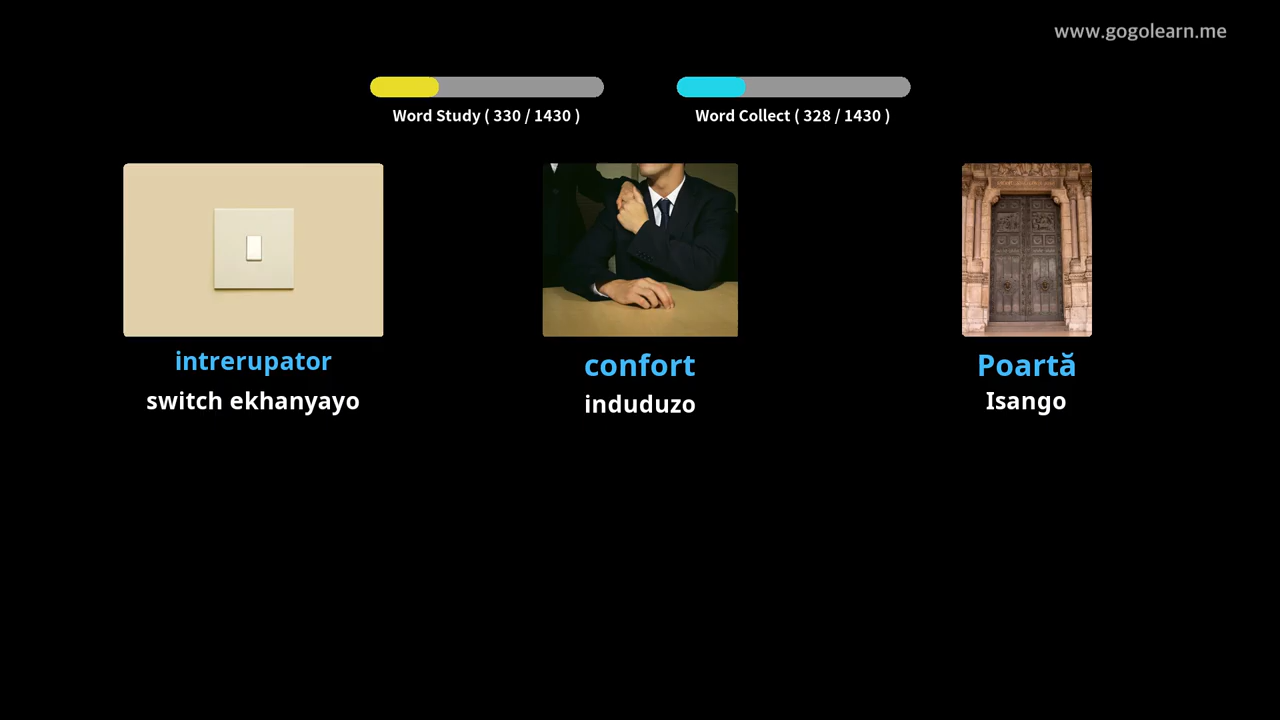 www.gogolearn.me
Word Study ( 330 / 1430 )
Word Collect ( 328 / 1430 )
intrerupator
switch ekhanyayo
confort
induduzo
Poartă
Isango